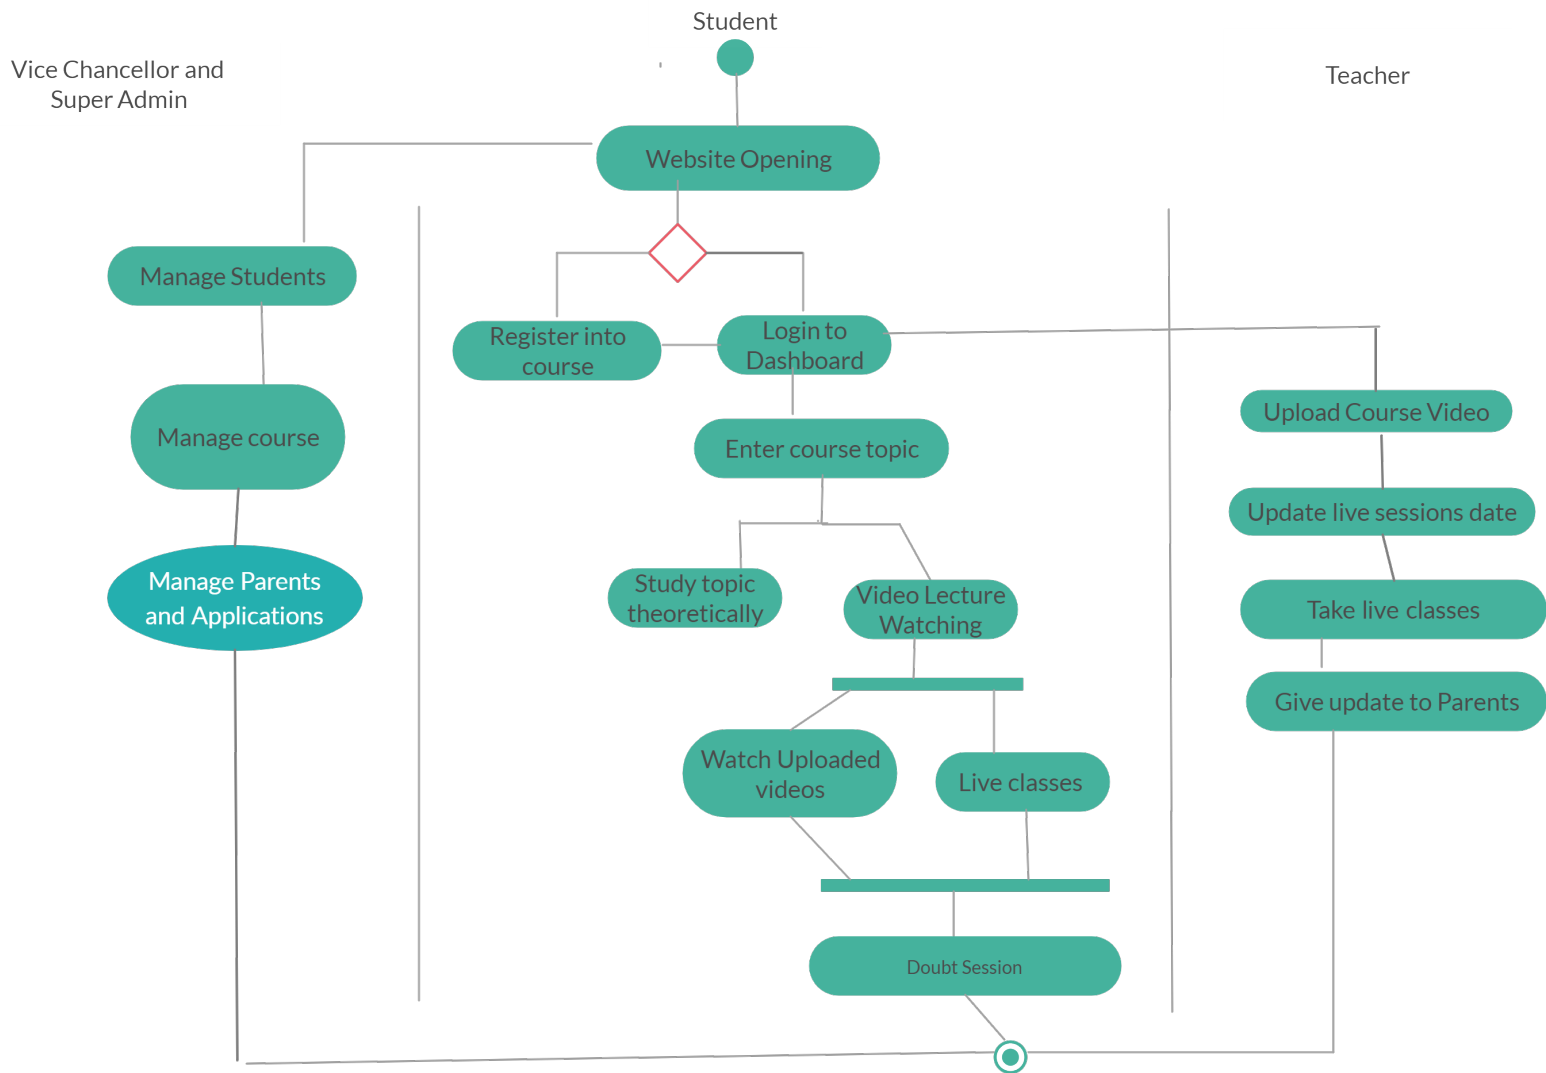 Student
Vice Chancellor and
Super Admin
Teacher
Website Opening
Manage Students
Register into
course
Login to
Dashboard
Upload Course Video
Manage course
Enter course topic
Update live sessions date
Manage Parents
and Applications
Study topic
theoretically
Video Lecture
Watching
Take live classes
Give update to Parents
Watch Uploaded
videos
Live classes
Doubt Session